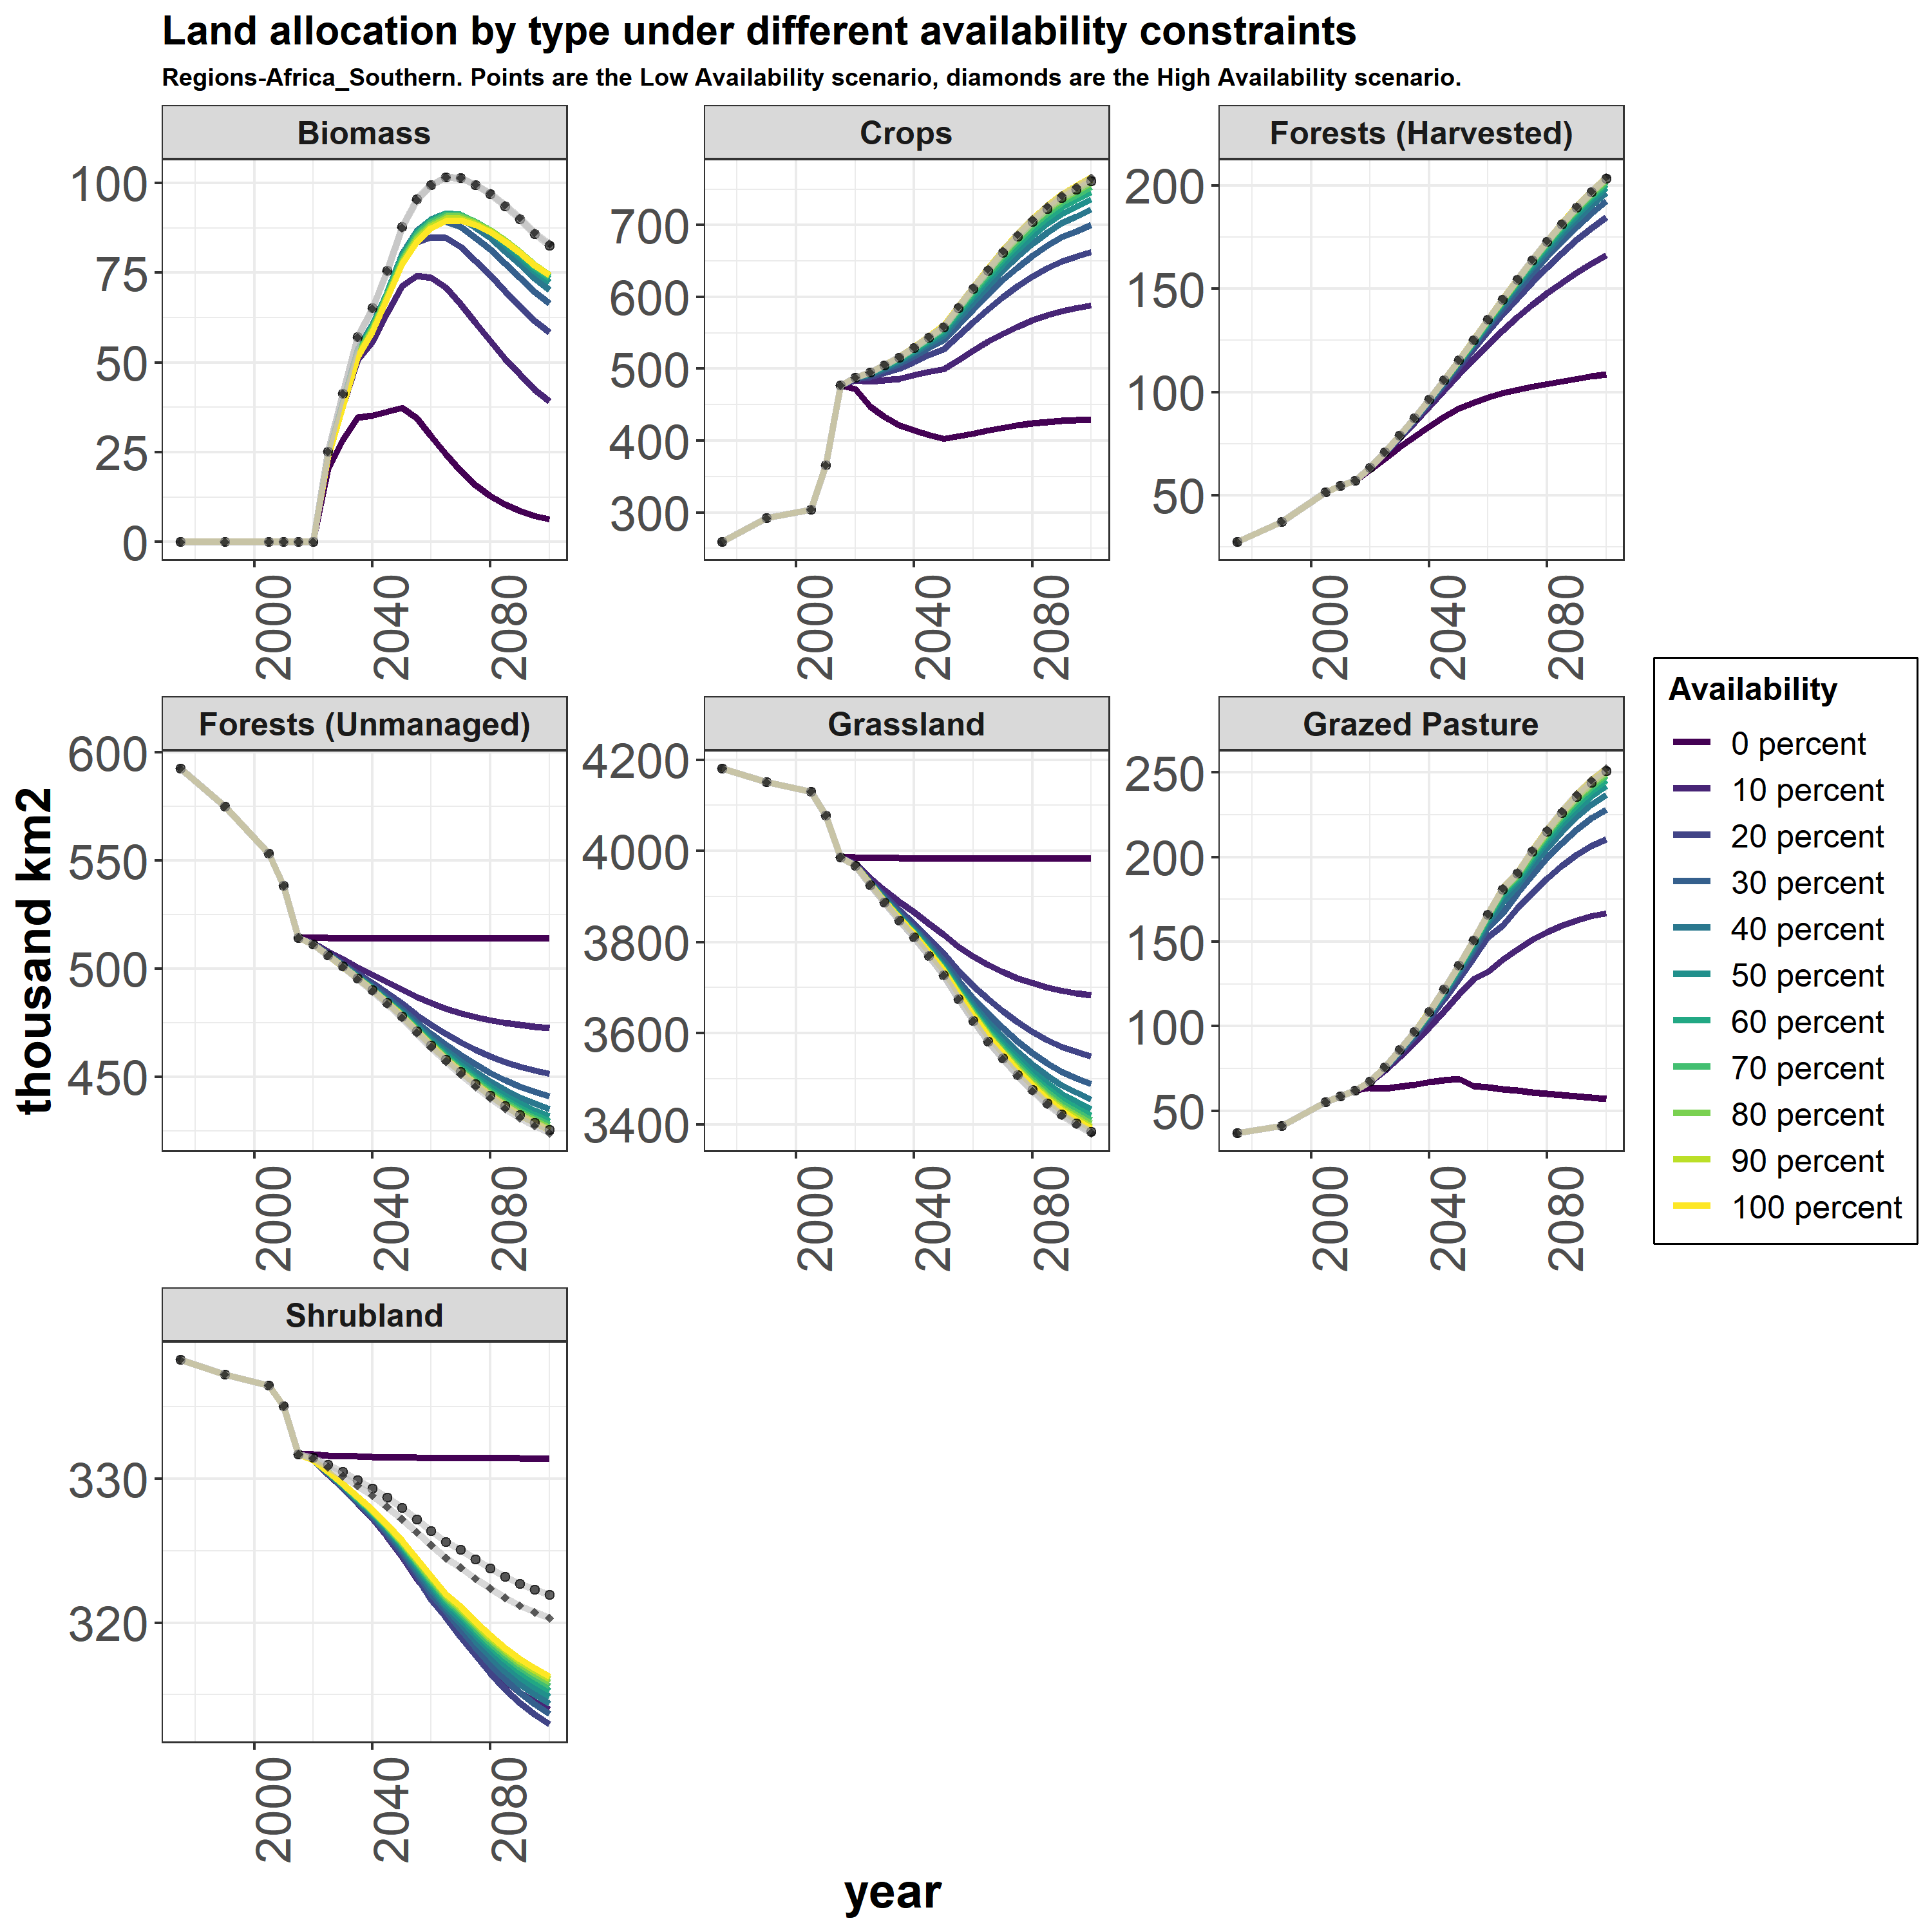 Land allocation by type under different availability constraints
Regions-Africa_Southern. Points are the Low Availability scenario, diamonds are the High Availability scenario.
Biomass
100
75
50
25
0
2000
2040
2080
Crops
700
600
500
400
300
2000
2040
2080
Forests (Harvested)
200
150
100
50
2000
2040
2080
Forests (Unmanaged)
600
550
500
450
2000
2040
2080
Grassland
4200
4000
3800
3600
3400
2000
2040
2080
Grazed Pasture
250
200
150
100
50
2000
2040
2080
Shrubland
330
320
2000
2040
2080
thousand km2
year
Availability
0 percent
10 percent
20 percent
30 percent
40 percent
50 percent
60 percent
70 percent
80 percent
90 percent
100 percent